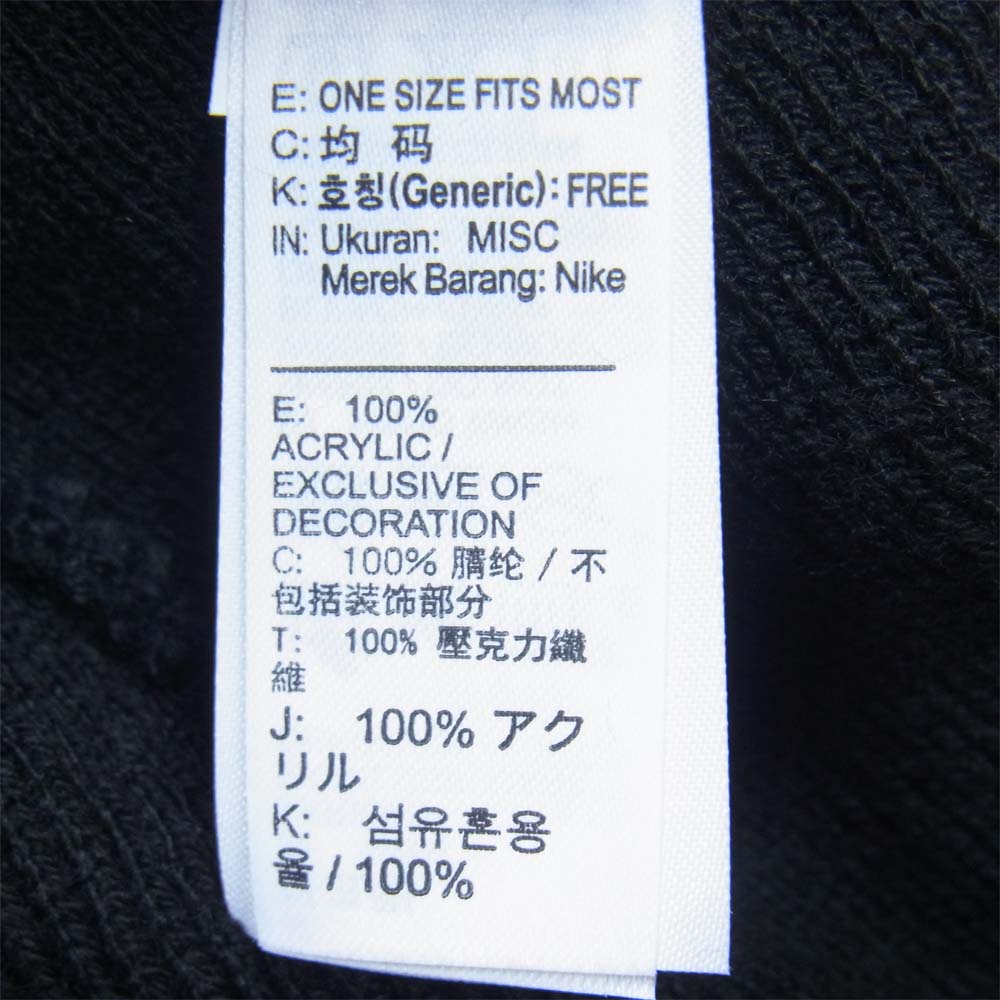 E: ONE SIZE FITS MOST
C: 均 码
K: 호칭(Generic): FREE
IN: Ukuran: MISC
Merek Barang: Nike
E: 100%
ACRYLIC /
EXCLUSIVE OF
DECORATION
C: 100% 腈纶 / 不
包括装饰部分
T: 100% 壓克力纖
維
J: 100% アク
リル
K: 섬유혼용
율 / 100%